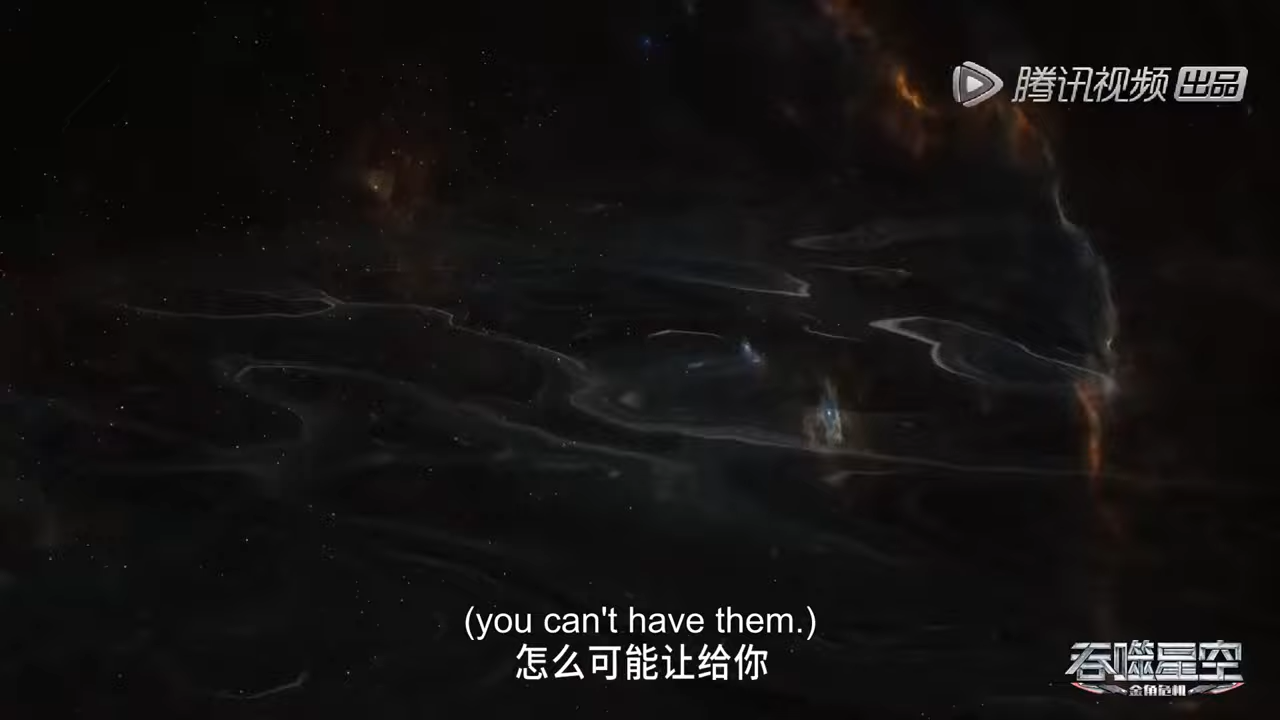 腾讯视频 出品
(you can't have them.)
怎么可能让给你
吞噬星空
金角危机